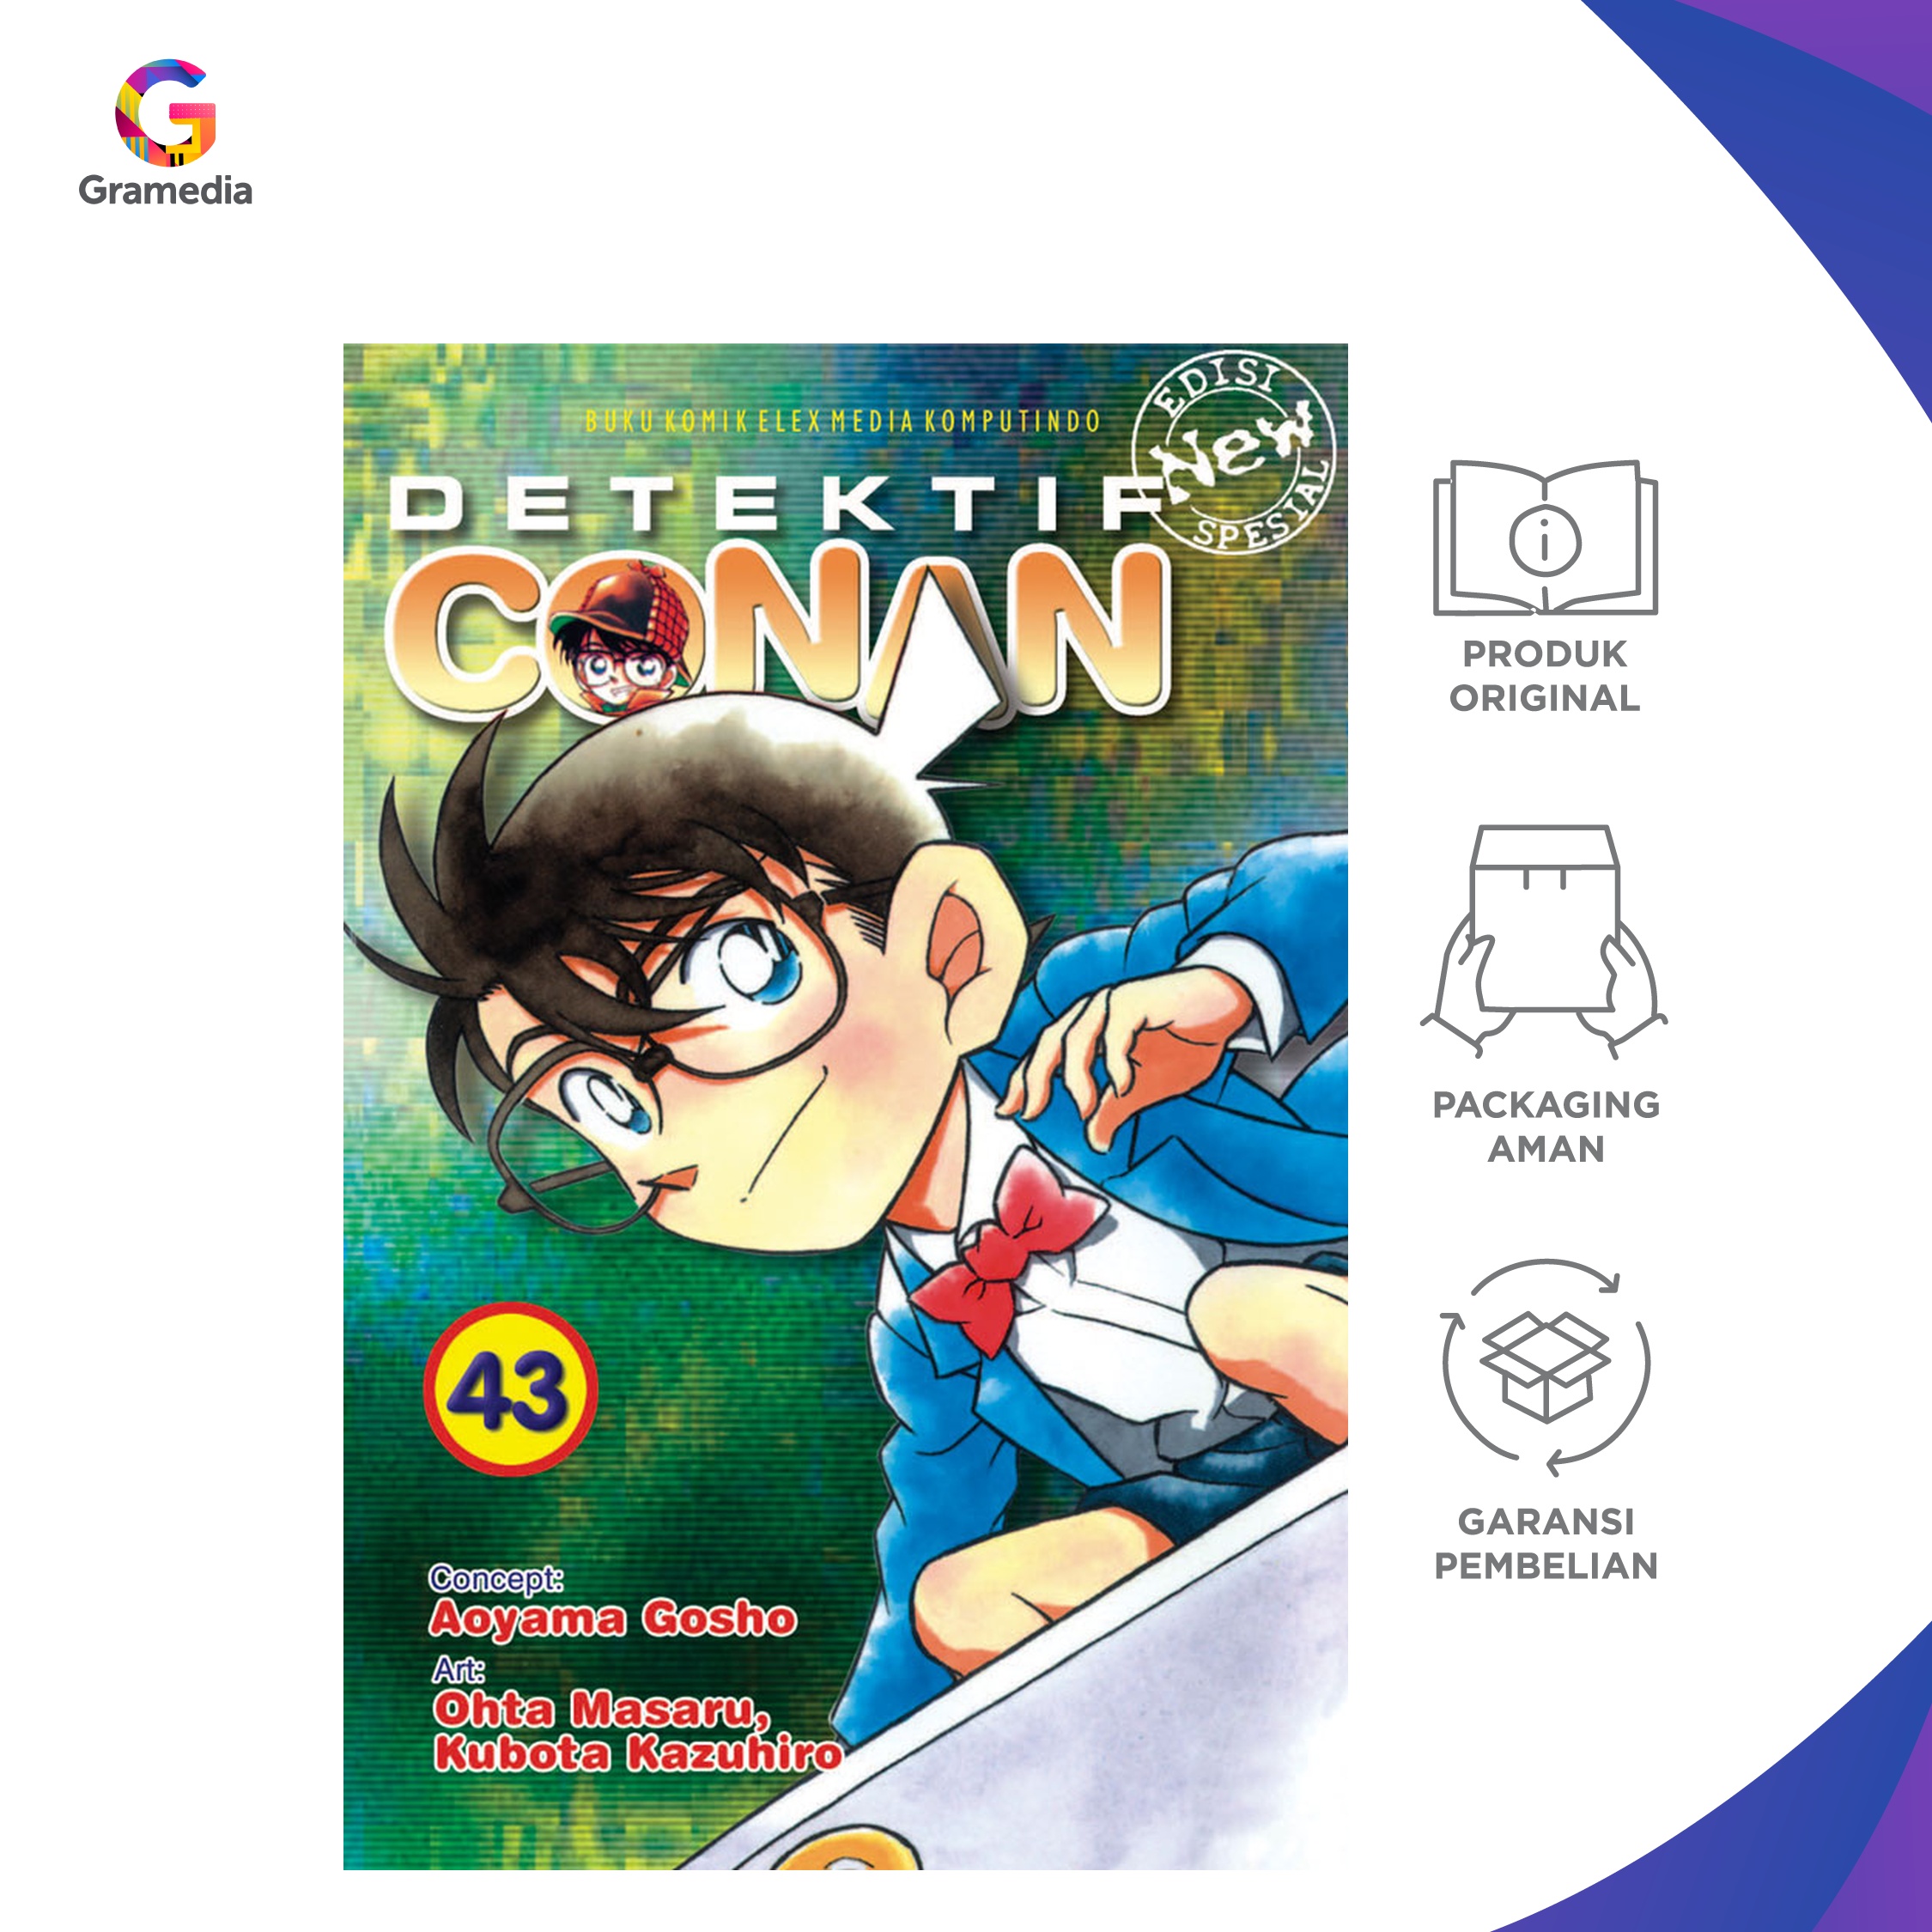 Gramedia
BUKU KOMIK ELEX MEDIA KOMPUTINDO
EDISI
New
SPESIAL
DETEKTIF
CONAN
43
Concept:
Aoyama Gosho
Art:
Ohta Masaru,
Kubota Kazuhiro
PRODUK
ORIGINAL
PACKAGING
AMAN
GARANSI
PEMBELIAN